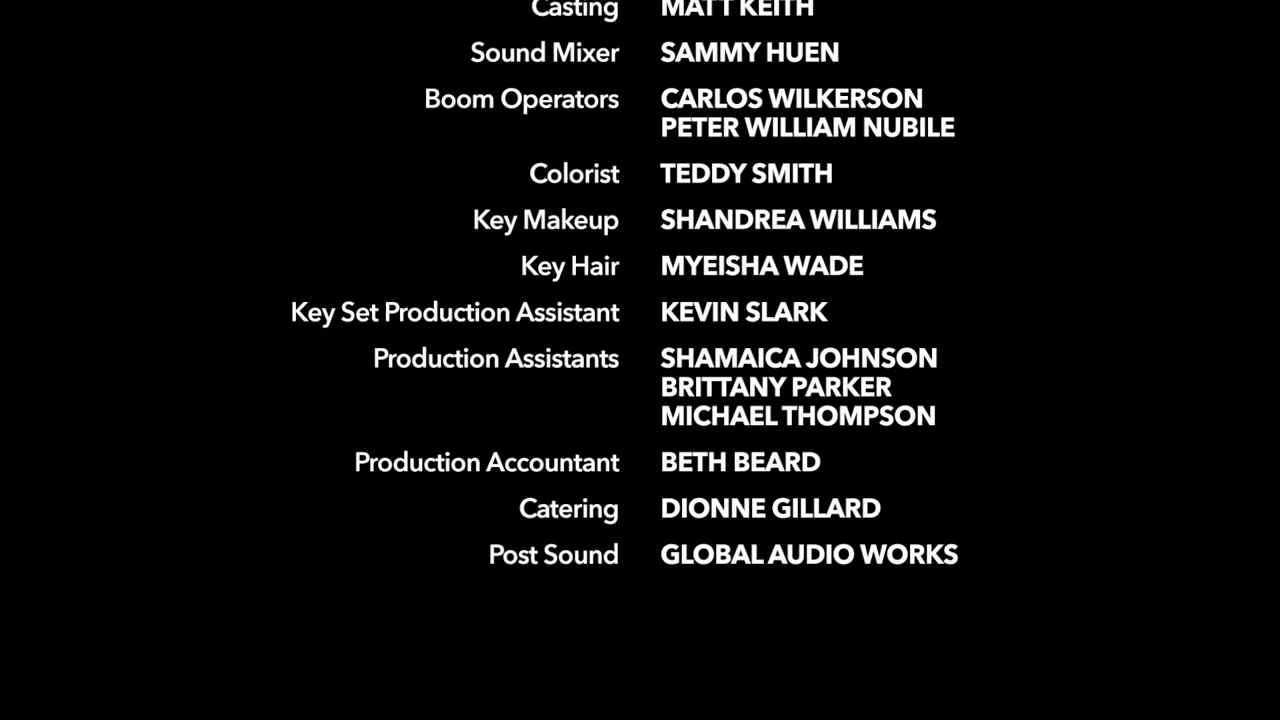 Casting MATT KEITH
Sound Mixer SAMMY HUEN
Boom Operators CARLOS WILKERSON
PETER WILLIAM NUBILE
Colorist TEDDY SMITH
Key Makeup SHANDREA WILLIAMS
Key Hair MYEISHA WADE
Key Set Production Assistant KEVIN SLARK
Production Assistants SHAMAICA JOHNSON
BRITTANY PARKER
MICHAEL THOMPSON
Production Accountant BETH BEARD
Catering DIONNE GILLARD
Post Sound GLOBAL AUDIO WORKS